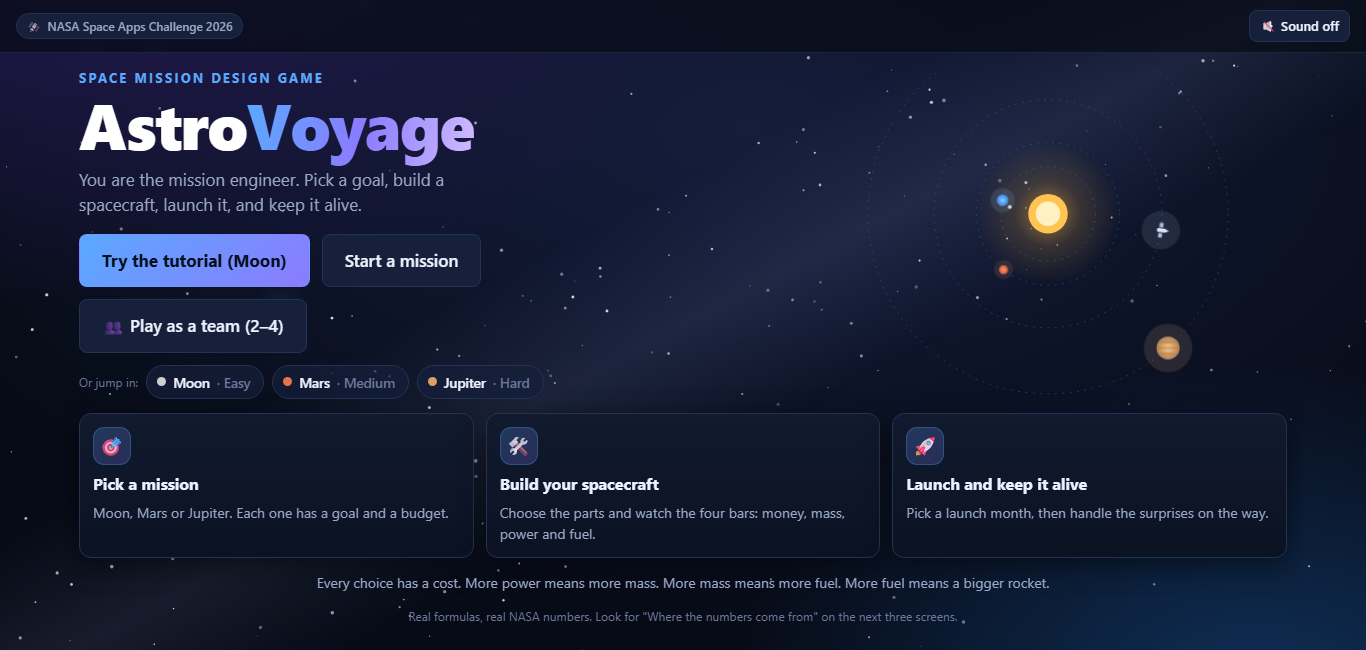 NASA Space Apps Challenge 2026
Sound off
SPACE MISSION DESIGN GAME
AstroVoyage
You are the mission engineer. Pick a goal, build a
spacecraft, launch it, and keep it alive.
Try the tutorial (Moon)
Start a mission
Play as a team (2–4)
Or jump in:
Moon · Easy
Mars · Medium
Jupiter · Hard
Pick a mission
Moon, Mars or Jupiter. Each one has a goal and a budget.
Build your spacecraft
Choose the parts and watch the four bars: money, mass,
power and fuel.
Launch and keep it alive
Pick a launch month, then handle the surprises on the way.
Every choice has a cost. More power means more mass. More mass means more fuel. More fuel means a bigger rocket.
Real formulas, real NASA numbers. Look for "Where the numbers come from" on the next three screens.